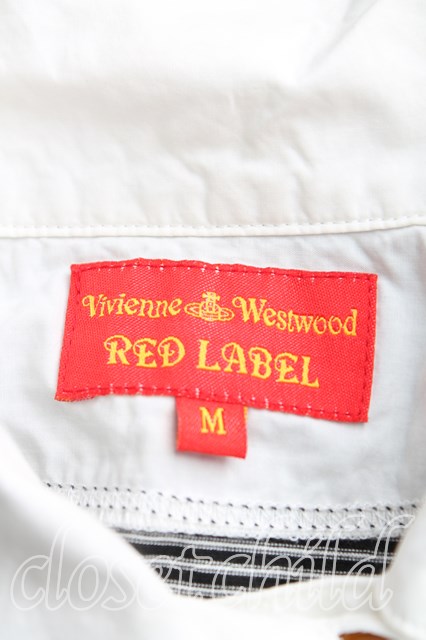 Vivienne Westwood
RED LABEL
M
closetchild